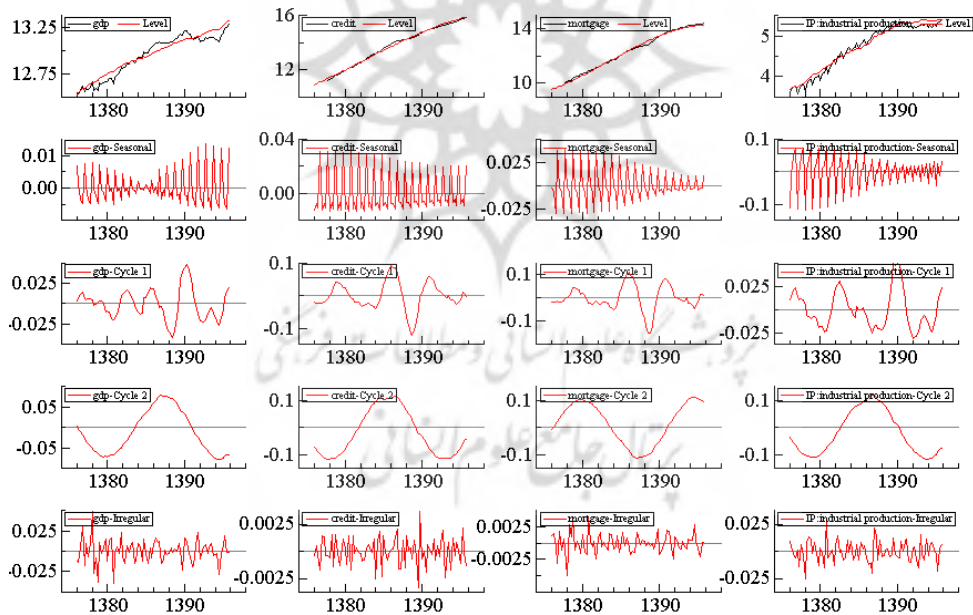 gdp Level
credit Level
mortgage Level
IP:industrial production Level
13.25
12.75
1380 1390
16
12
1380 1390
14
10
1380 1390
5
4
1380 1390
gdp-Seasonal
credit-Seasonal
mortgage-Seasonal
IP:industrial production-Seasonal
0.01
0.00
1380 1390
0.04
0.00
1380 1390
0.025
-0.025
1380 1390
0.1
-0.1
1380 1390
gdp-Cycle 1
credit-Cycle 1
mortgage-Cycle 1
IP:industrial production-Cycle 1
0.025
-0.025
1380 1390
0.1
-0.1
1380 1390
0.1
-0.1
1380 1390
0.025
-0.025
1380 1390
پژوهشگاه علوم انسانی و مطالعات فرهنگی
gdp-Cycle 2
credit-Cycle 2
mortgage-Cycle 2
IP:industrial production-Cycle 2
0.05
-0.05
1380 1390
0.1
-0.1
1380 1390
0.1
-0.1
1380 1390
0.1
-0.1
1380 1390
پرتال جامع علوم انسانی
gdp-Irregular
credit-Irregular
mortgage-Irregular
IP:industrial production-Irregular
0.025
-0.025
1380 1390
0.0025
-0.0025
1380 1390
0.0025
-0.0025
1380 1390
0.025
-0.025
1380 1390